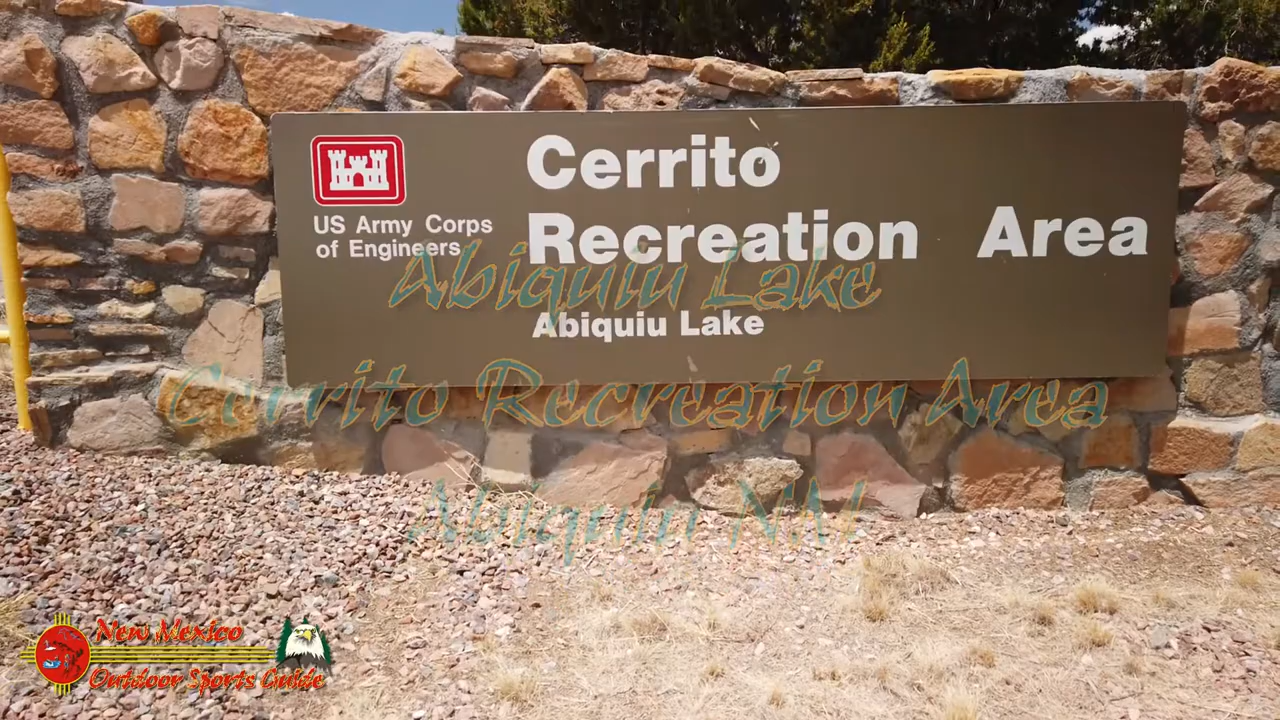 Cerrito
Recreation Area
US Army Corps
of Engineers
Abiquiu Lake
Abiquiu Lake
Cerrito Recreation Area
Abiquiu NM
New Mexico
Outdoor Sports Guide